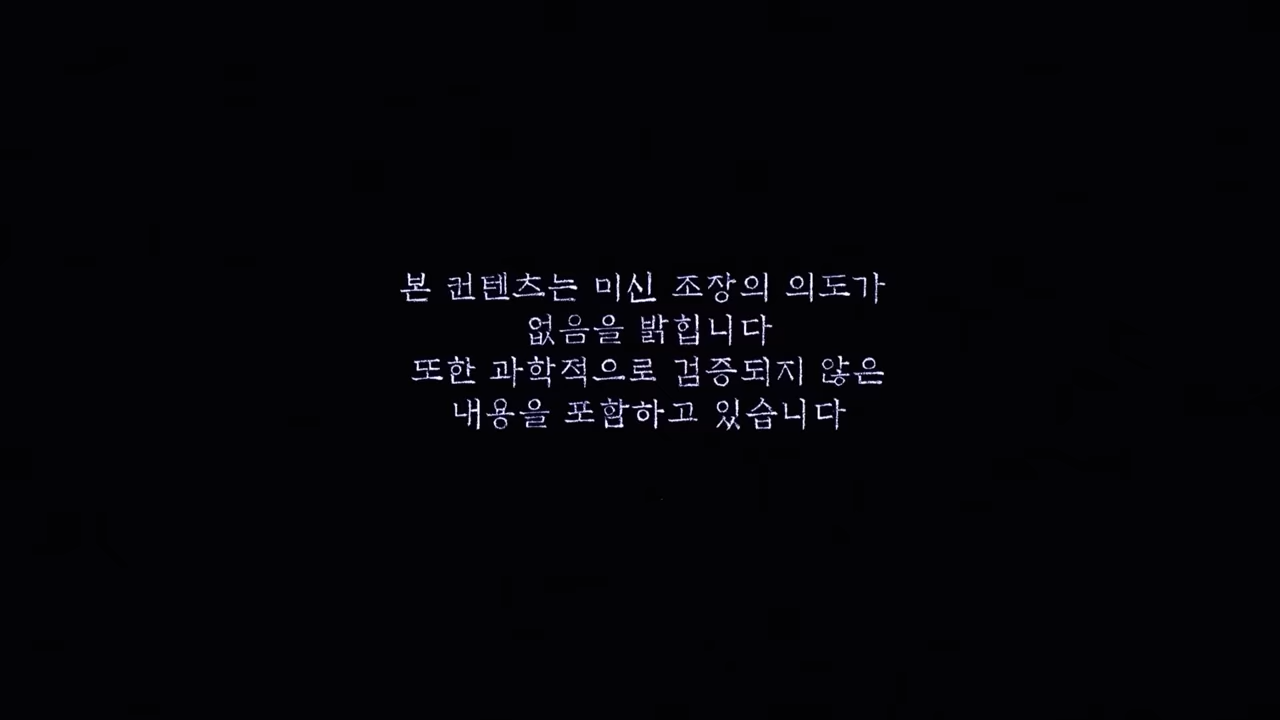 본 컨텐츠는 미신 조장의 의도가
없음을 밝힙니다
또한 과학적으로 검증되지 않은
내용을 포함하고 있습니다